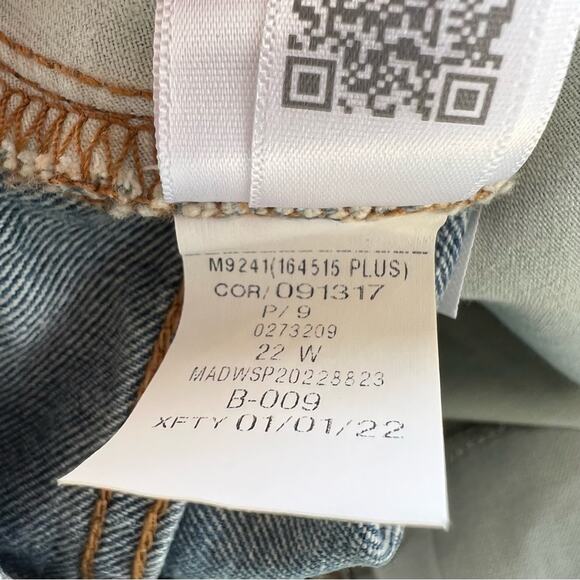 M9241(164515 PLUS)
COR/091317
P/9
0273209
22 W
MADWSP20228823
B-009
XFTY 01/01/22